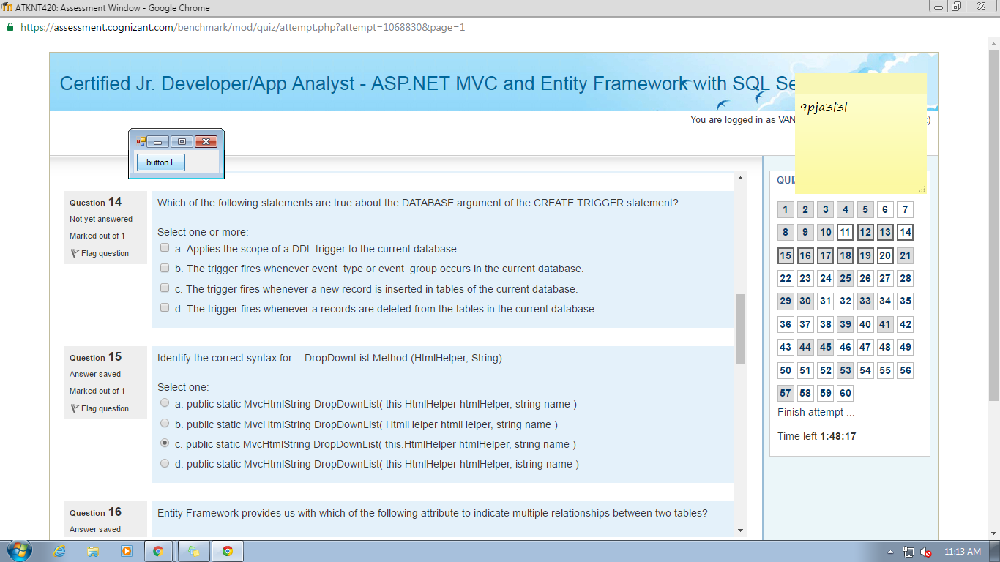 ATKNT420: Assessment Window - Google Chrome
https://assessment.cognizant.com/benchmark/mod/quiz/attempt.php?attempt=1068830&page=1
Certified Jr. Developer/App Analyst - ASP.NET MVC and Entity Framework with SQL Se
9pja3i3l
You are logged in as VAN )
button1
QUI
Question 14
Not yet answered
Marked out of 1
Flag question
Which of the following statements are true about the DATABASE argument of the CREATE TRIGGER statement?
Select one or more:
a. Applies the scope of a DDL trigger to the current database.
b. The trigger fires whenever event_type or event_group occurs in the current database.
c. The trigger fires whenever a new record is inserted in tables of the current database.
d. The trigger fires whenever a records are deleted from the tables in the current database.
Question 15
Answer saved
Marked out of 1
Flag question
Identify the correct syntax for :- DropDownList Method (HtmlHelper, String)
Select one:
a. public static MvcHtmlString DropDownList( this HtmlHelper htmlHelper, string name )
b. public static MvcHtmlString DropDownList( HtmlHelper htmlHelper, string name )
c. public static MvcHtmlString DropDownList( this.HtmlHelper htmlHelper, string name )
d. public static MvcHtmlString DropDownList( this HtmlHelper htmlHelper, istring name )
Question 16
Answer saved
Entity Framework provides us with which of the following attribute to indicate multiple relationships between two tables?
1 2 3 4 5 6 7
8 9 10 11 12 13 14
15 16 17 18 19 20 21
22 23 24 25 26 27 28
29 30 31 32 33 34 35
36 37 38 39 40 41 42
43 44 45 46 47 48 49
50 51 52 53 54 55 56
57 58 59 60
Finish attempt ...
Time left 1:48:17
11:13 AM